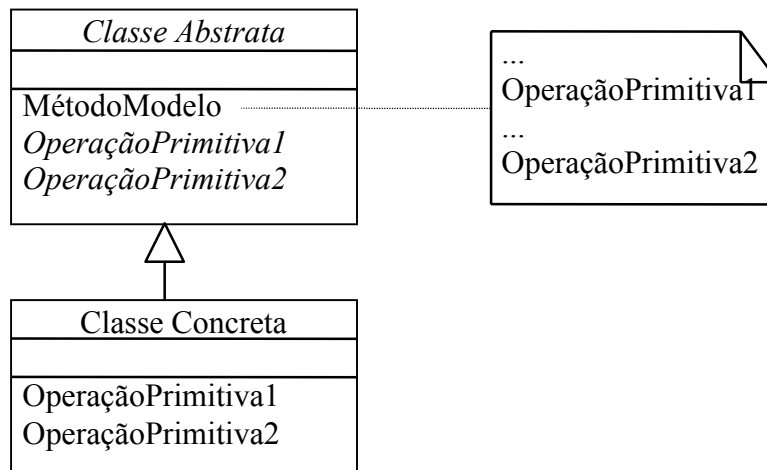 Classe Abstrata
MétodoModelo
OperaçãoPrimitiva1
OperaçãoPrimitiva2
...
OperaçãoPrimitiva1
...
OperaçãoPrimitiva2
Classe Concreta
OperaçãoPrimitiva1
OperaçãoPrimitiva2